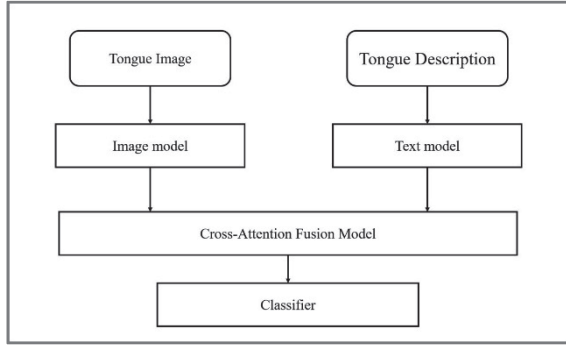 Tongue Image
Tongue Description
Image model
Text model
Cross-Attention Fusion Model
Classifier